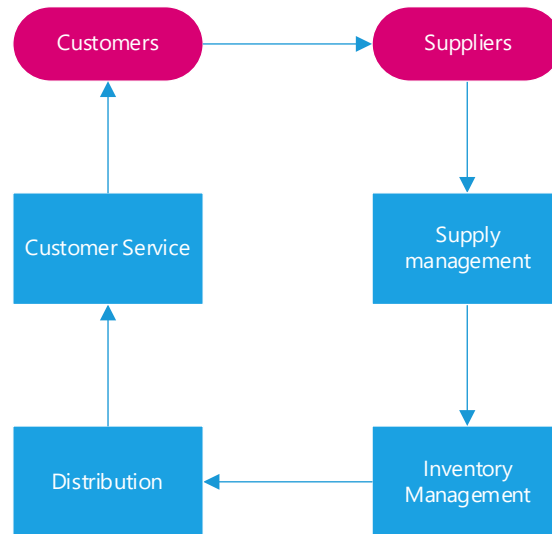 Customers
Suppliers
Customer Service
Supply
management
Distribution
Inventory
Management